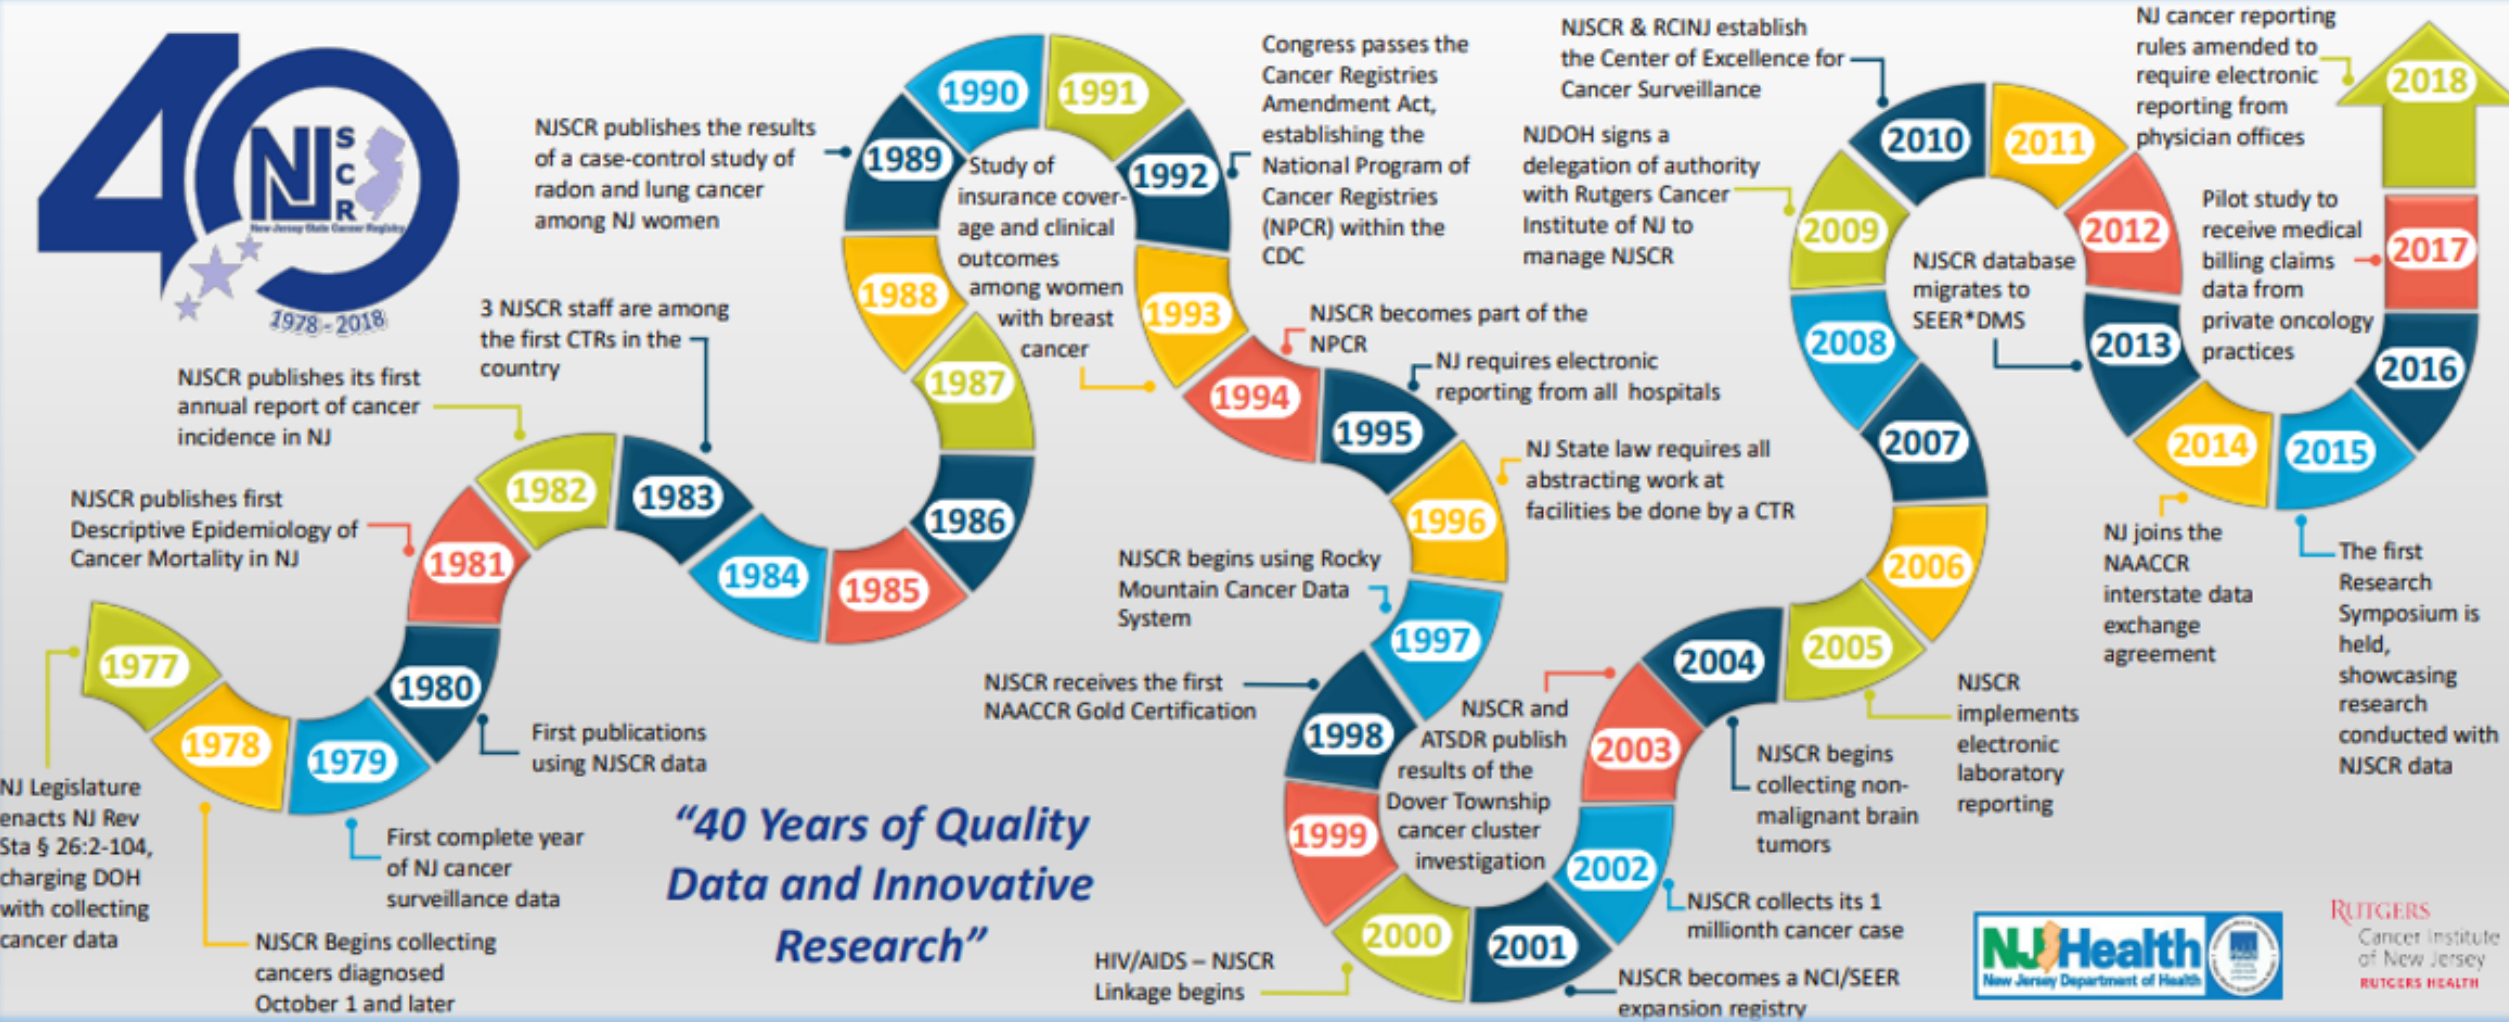 40
NJ
S
C
R
New Jersey State Cancer Registry
1978 - 2018
1977
NJ Legislature
enacts NJ Rev
Sta § 26:2-104,
charging DOH
with collecting
cancer data
1978
NJSCR Begins collecting
cancers diagnosed
October 1 and later
1979
First complete year
of NJ cancer
surveillance data
1980
First publications
using NJSCR data
1981
NJSCR publishes first
Descriptive Epidemiology of
Cancer Mortality in NJ
1982
NJSCR publishes its first
annual report of cancer
incidence in NJ
1983
3 NJSCR staff are among
the first CTRs in the
country
1984
1985
1986
1987
1988
1989
NJSCR publishes the results
of a case-control study of
radon and lung cancer
among NJ women
1990
1991
1992
Congress passes the
Cancer Registries
Amendment Act,
establishing the
National Program of
Cancer Registries
(NPCR) within the
CDC
1993
Study of
insurance cover-
age and clinical
outcomes
among women
with breast
cancer
1994
NJSCR becomes part of the
NPCR
1995
NJ requires electronic
reporting from all hospitals
1996
NJ State law requires all
abstracting work at
facilities be done by a CTR
1997
NJSCR begins using Rocky
Mountain Cancer Data
System
1998
NJSCR receives the first
NAACCR Gold Certification
1999
2000
HIV/AIDS – NJSCR
Linkage begins
2001
NJSCR becomes a NCI/SEER
expansion registry
2002
NJSCR collects its 1
millionth cancer case
2003
NJSCR and
ATSDR publish
results of the
Dover Township
cancer cluster
investigation
2004
NJSCR begins
collecting non-
malignant brain
tumors
2005
NJSCR
implements
electronic
laboratory
reporting
2006
2007
2008
2009
NJDOH signs a
delegation of authority
with Rutgers Cancer
Institute of NJ to
manage NJSCR
2010
NJSCR & RCINJ establish
the Center of Excellence for
Cancer Surveillance
2011
2012
2013
NJSCR database
migrates to
SEER*DMS
2014
NJ joins the
NAACCR
interstate data
exchange
agreement
2015
The first
Research
Symposium is
held,
showcasing
research
conducted with
NJSCR data
2016
2017
Pilot study to
receive medical
billing claims
data from
private oncology
practices
2018
NJ cancer reporting
rules amended to
require electronic
reporting from
physician offices
“40 Years of Quality
Data and Innovative
Research”
NJ Health
New Jersey Department of Health
RUTGERS
Cancer Institute
of New Jersey
RUTGERS HEALTH